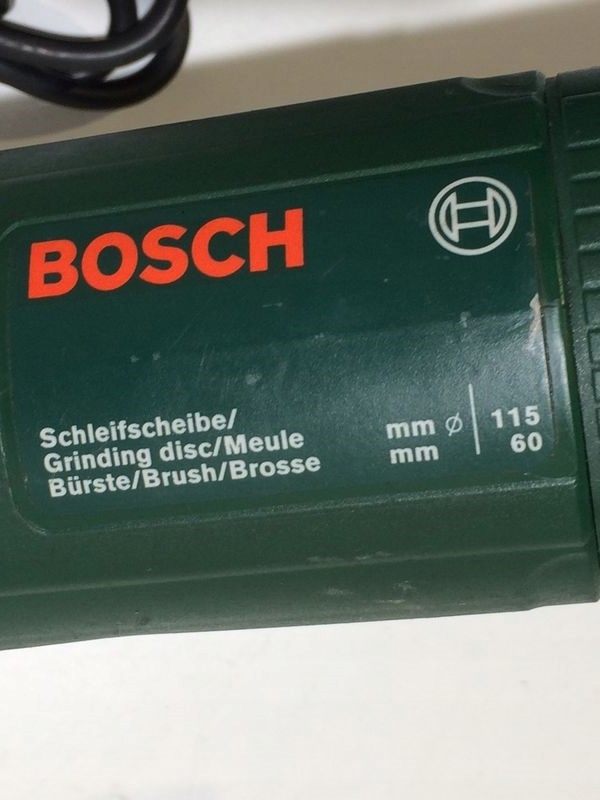 BOSCH
Schleifscheibe/
Grinding disc/Meule mm ⌀ 115
Bürste/Brush/Brosse mm 60